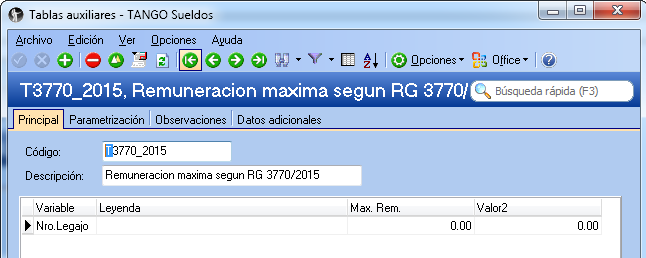 Tablas auxiliares - TANGO Sueldos
Archivo Edición Ver Opciones Ayuda
Opciones Office
T3770_2015, Remuneracion maxima segun RG 3770/
Búsqueda rápida (F3)
Principal Parametrización Observaciones Datos adicionales
Código: T3770_2015
Descripción: Remuneracion maxima segun RG 3770/2015
Variable Leyenda Max. Rem. Valor2
Nro.Legajo 0.00 0.00